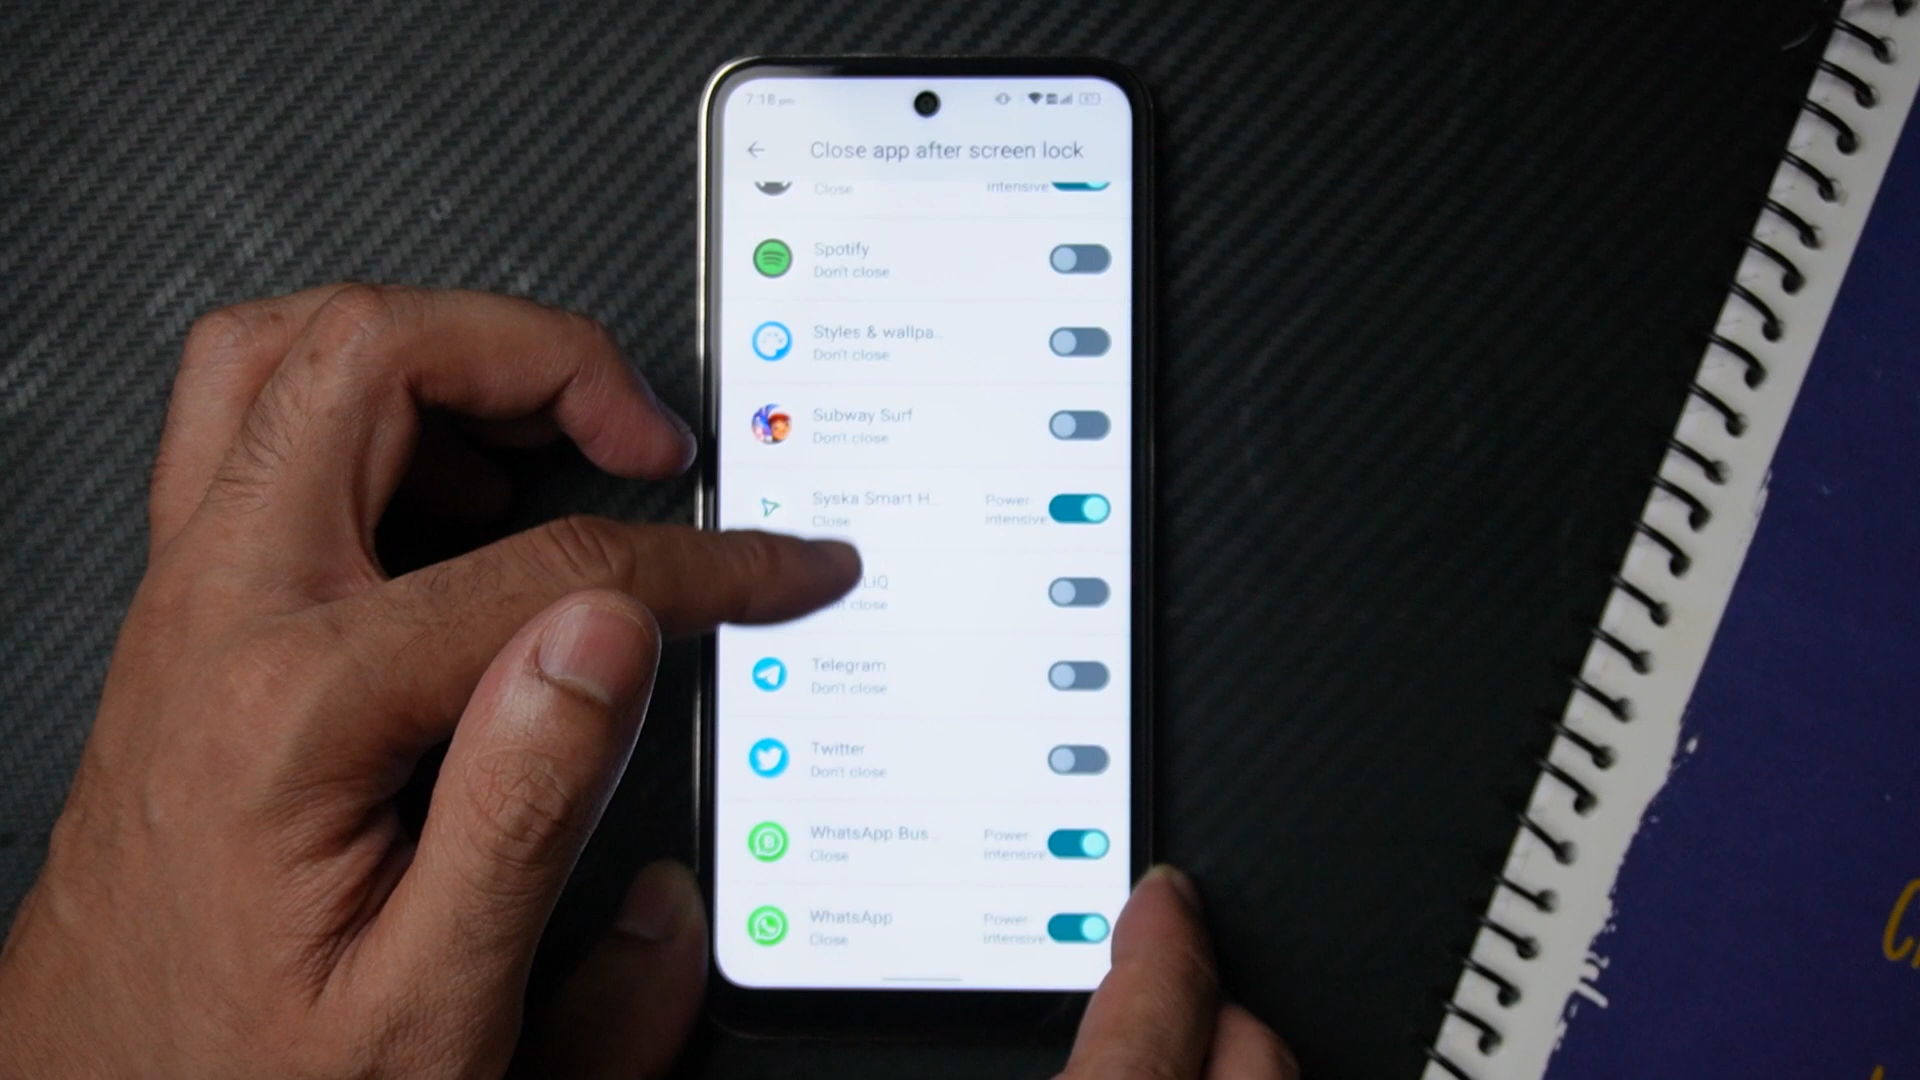 7:18 pm
Close app after screen lock
Close
intensive
Spotify
Don't close
Styles & wallpa..
Don't close
Subway Surf
Don't close
Syska Smart H..
Close
Power-
intensive
LiQ
close
Telegram
Don't close
Twitter
Don't close
WhatsApp Bus..
Close
Power-
intensive
WhatsApp
Close
Power-
intensive